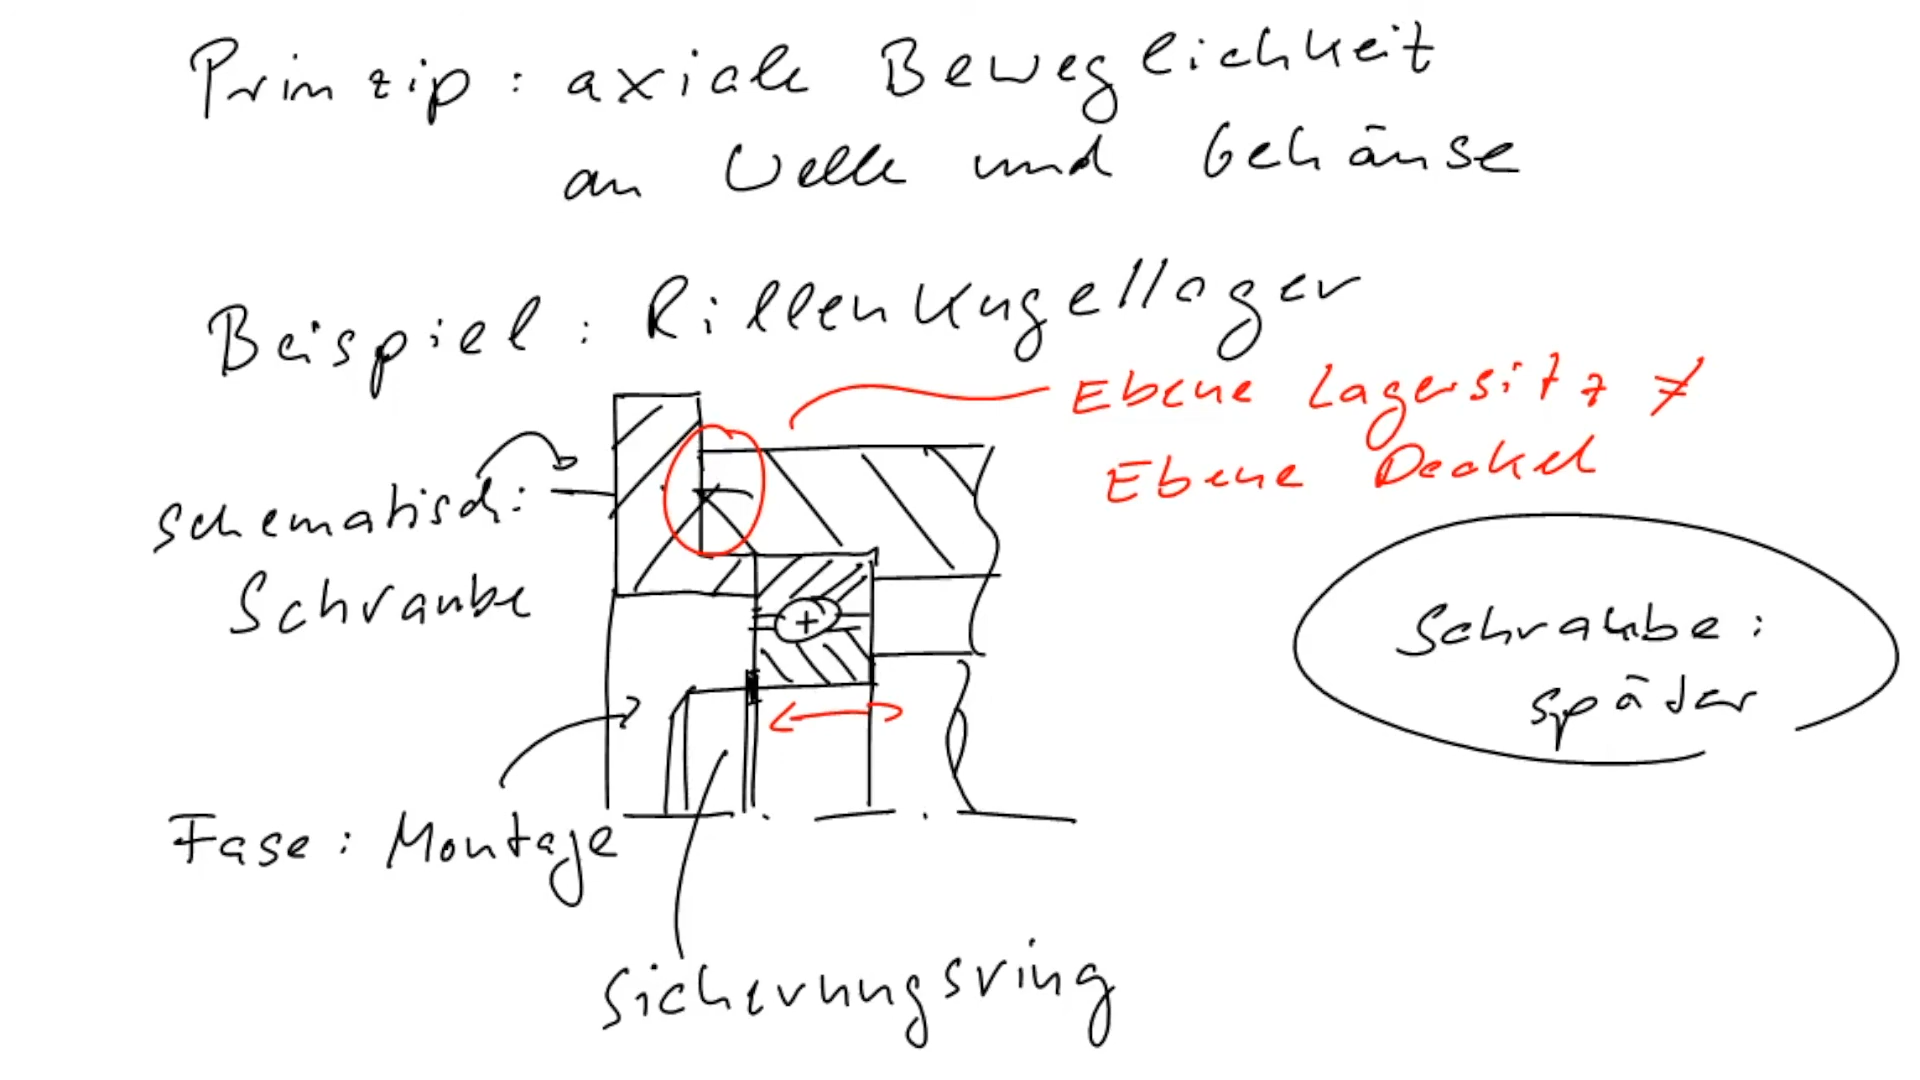 Prinzip: axiale Beweglichkeit
an Welle und Gehäuse
Beispiel: Rillenkugellager
Ebene Lagersitz ≠
Ebene Deckel
schematisch:
Schraube
Schraube:
später
Fase: Montage
Sicherungsring